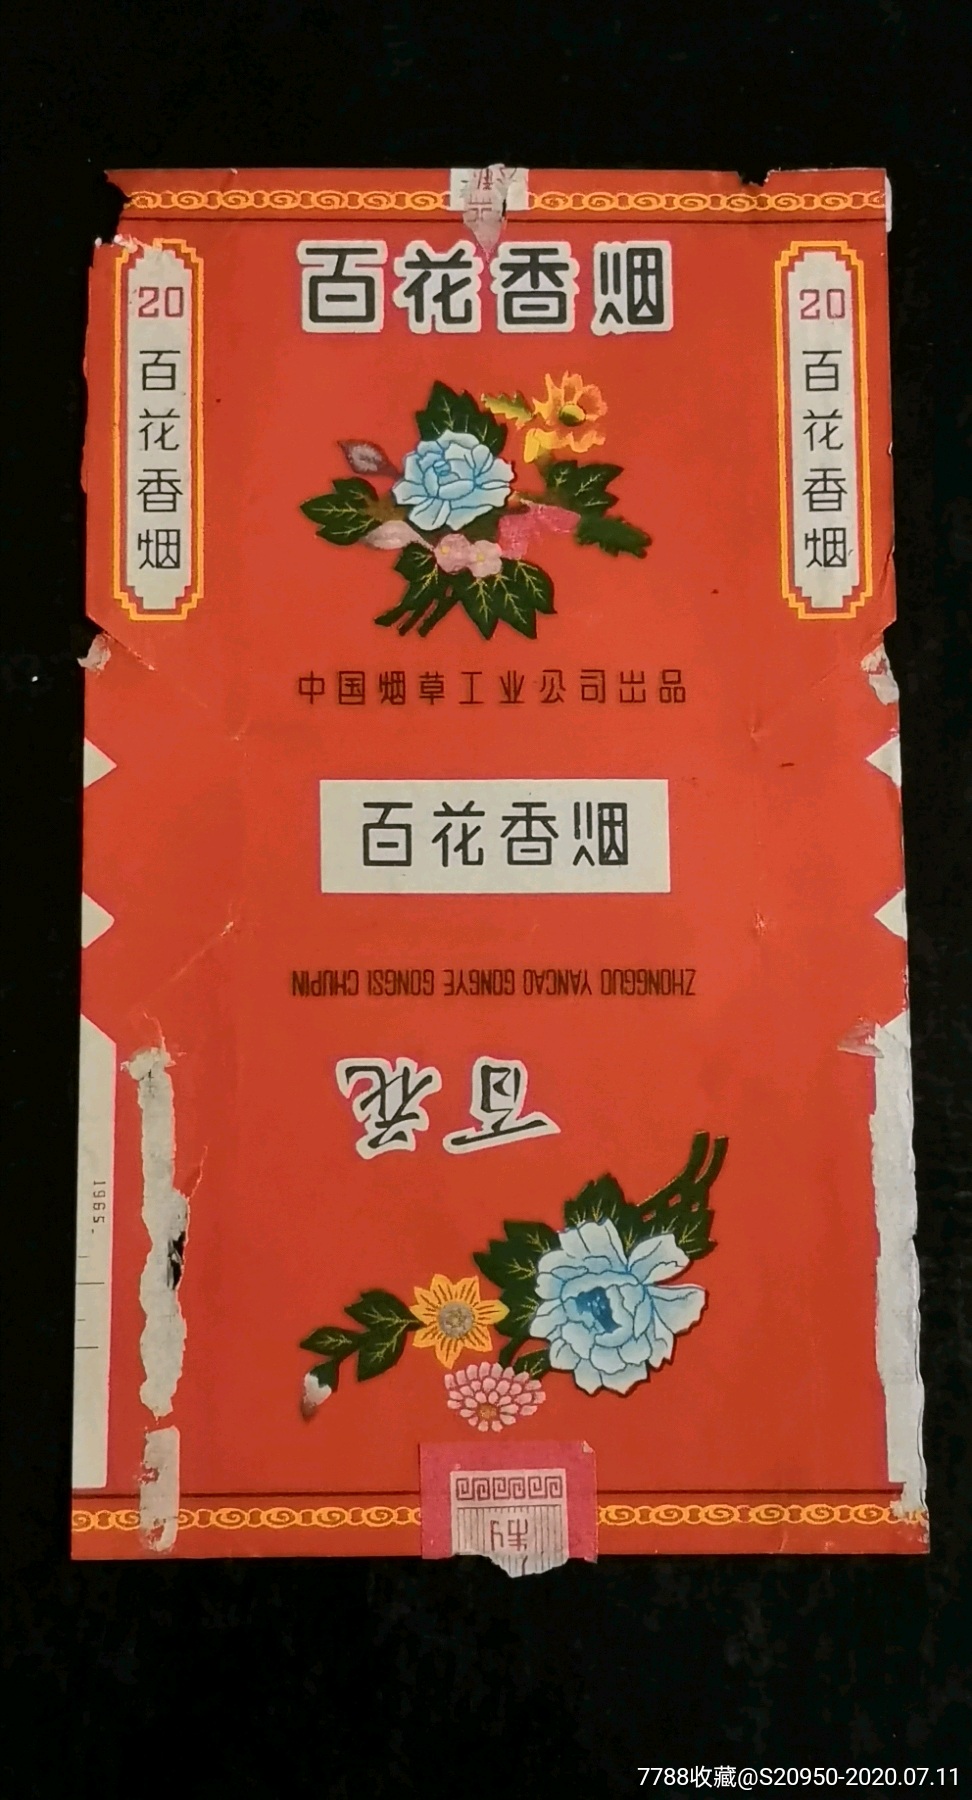 百花香烟
20
百花香烟
20
百花香烟
中国烟草工业公司出品
百花香烟
ZHONGGUO YANCAO GONGYE GONGSI CHUPIN
百花
1965.
制
7788收藏@S20950-2020.07.11